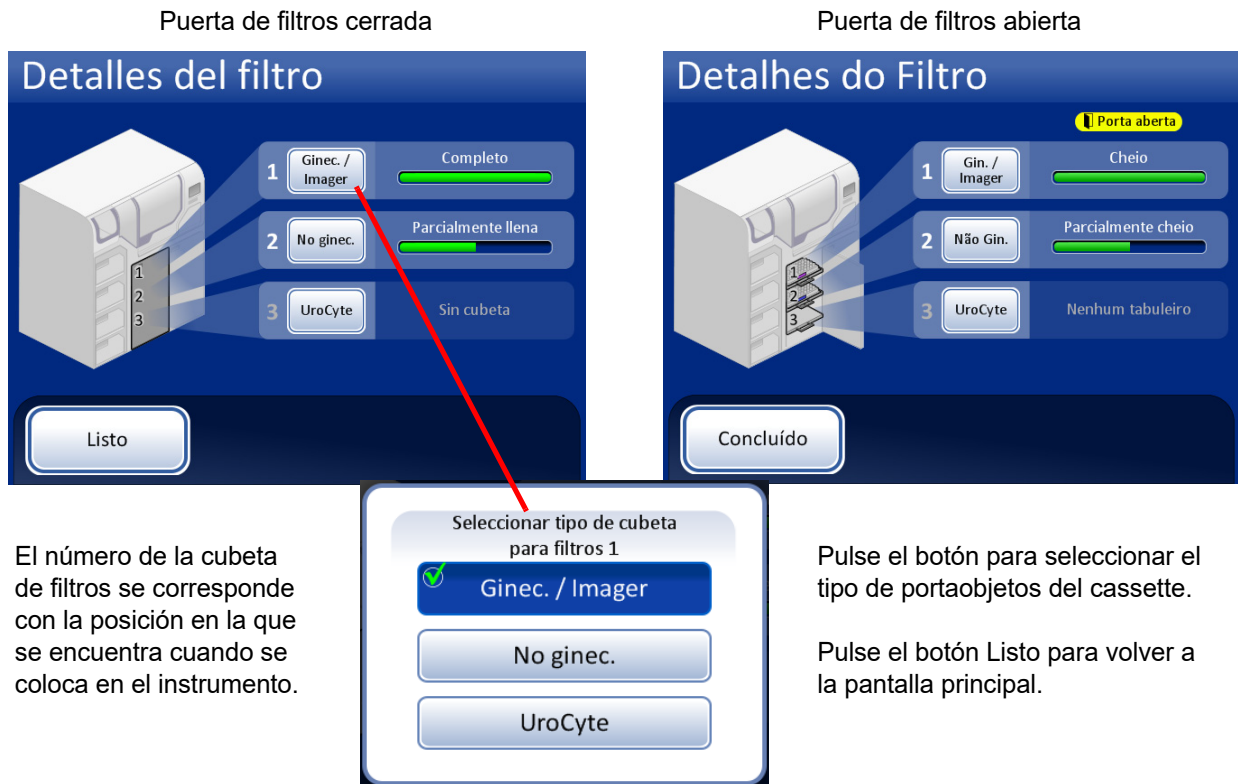 Puerta de filtros cerrada
Puerta de filtros abierta
Detalles del filtro
1
Ginec. /
Imager
Completo
2
No ginec.
Parcialmente llena
3
UroCyte
Sin cubeta
1
2
3
Listo
Detalhes do Filtro
Porta aberta
1
Gin. /
Imager
Cheio
2
Não Gin.
Parcialmente cheio
3
UroCyte
Nenhum tabuleiro
1
2
3
Concluído
El número de la cubeta
de filtros se corresponde
con la posición en la que
se encuentra cuando se
coloca en el instrumento.
Seleccionar tipo de cubeta
para filtros 1
Ginec. / Imager
No ginec.
UroCyte
Pulse el botón para seleccionar el
tipo de portaobjetos del cassette.
Pulse el botón Listo para volver a
la pantalla principal.